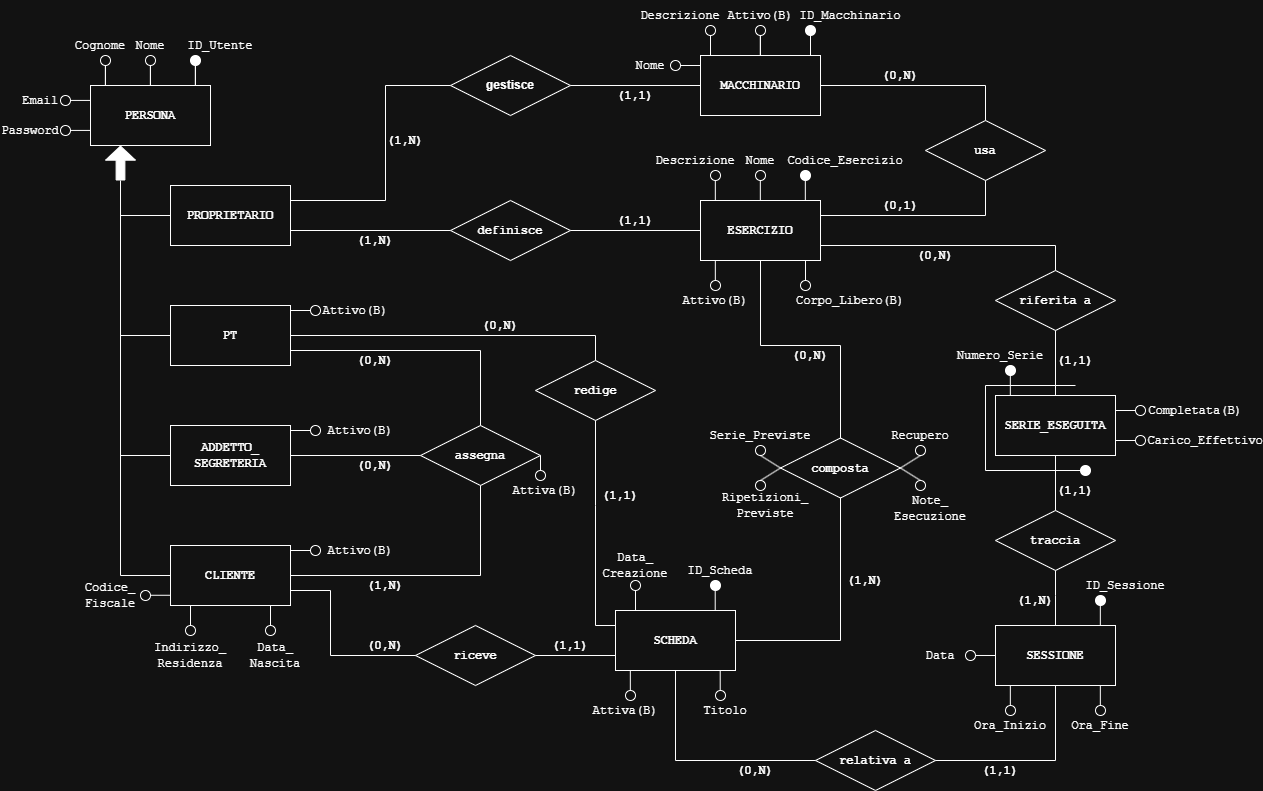 Descrizione Attivo(B) ID_Macchinario
Cognome Nome ID_Utente
Nome
MACCHINARIO
(0,N)
gestisce
(1,1)
Email
PERSONA
Password
(1,N)
usa
Descrizione Nome Codice_Esercizio
PROPRIETARIO
(1,N)
definisce
(1,1)
ESERCIZIO
(0,1)
(0,N)
Attivo(B)
Corpo_Libero(B)
riferita a
PT
Attivo(B)
(0,N)
(0,N)
(0,N)
(1,1)
Numero_Serie
redige
SERIE_ESEGUITA
Completata(B)
Carico_Effettivo
ADDETTO_
SEGRETERIA
Attivo(B)
(0,N)
assegna
Attiva(B)
Serie_Previste
Recupero
composta
Ripetizioni_
Previste
Note_
Esecuzione
(1,1)
(1,1)
traccia
CLIENTE
Attivo(B)
(1,N)
Codice_
Fiscale
Indirizzo_
Residenza
Data_
Nascita
Data_
Creazione
ID_Scheda
(1,N)
(1,N)
ID_Sessione
(0,N)
riceve
(1,1)
SCHEDA
Data
SESSIONE
Attiva(B)
Titolo
Ora_Inizio
Ora_Fine
(0,N)
relativa a
(1,1)